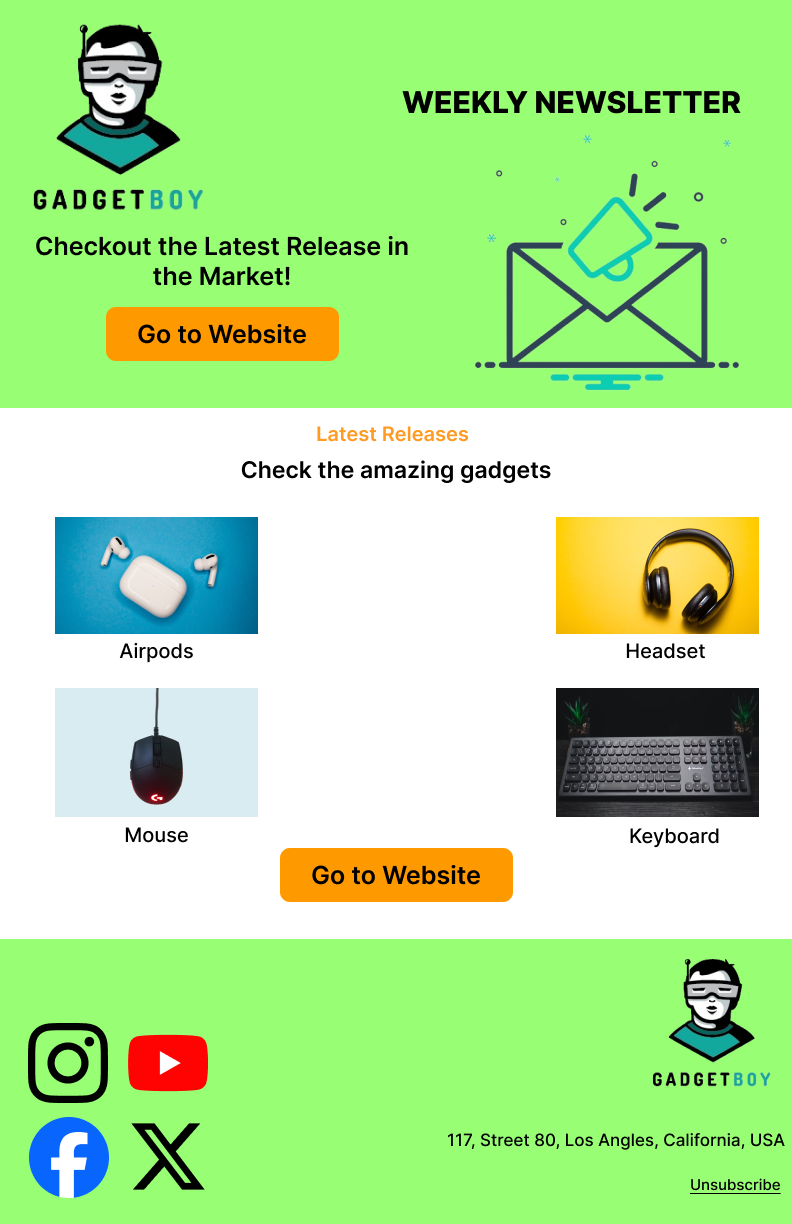 GADGETBOY
WEEKLY NEWSLETTER
Checkout the Latest Release in
the Market!
Go to Website
Latest Releases
Check the amazing gadgets
Airpods
Headset
Mouse
Keyboard
Go to Website
GADGETBOY
117, Street 80, Los Angles, California, USA
Unsubscribe